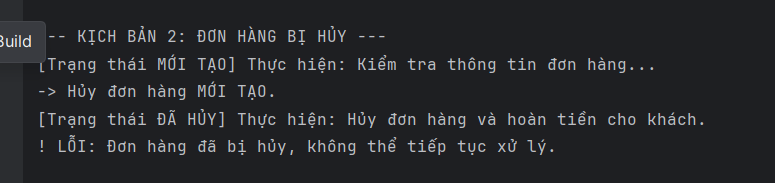 -- KỊCH BẢN 2: ĐƠN HÀNG BỊ HỦY ---
Build
[Trạng thái MỚI TẠO] Thực hiện: Kiểm tra thông tin đơn hàng...
-> Hủy đơn hàng MỚI TẠO.
[Trạng thái ĐÃ HỦY] Thực hiện: Hủy đơn hàng và hoàn tiền cho khách.
! LỖI: Đơn hàng đã bị hủy, không thể tiếp tục xử lý.